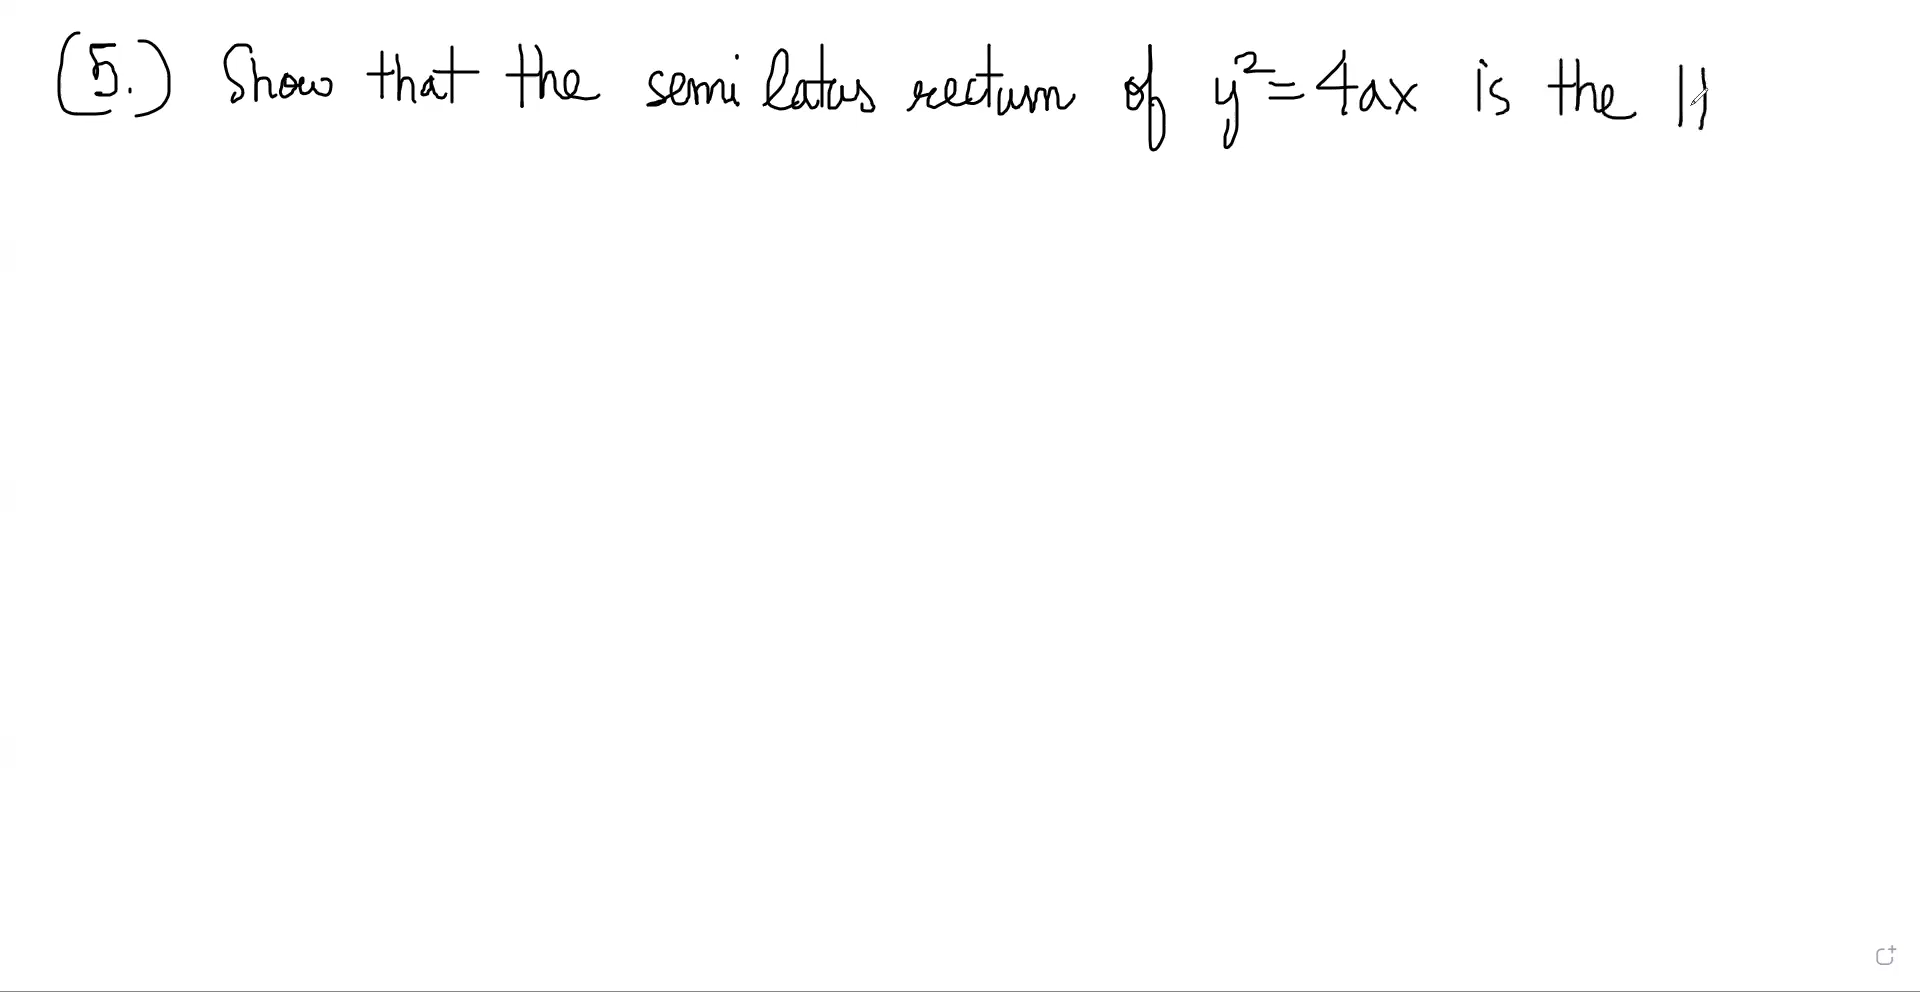 (5.) Show that the semi latus rectum of y²=4ax is the H